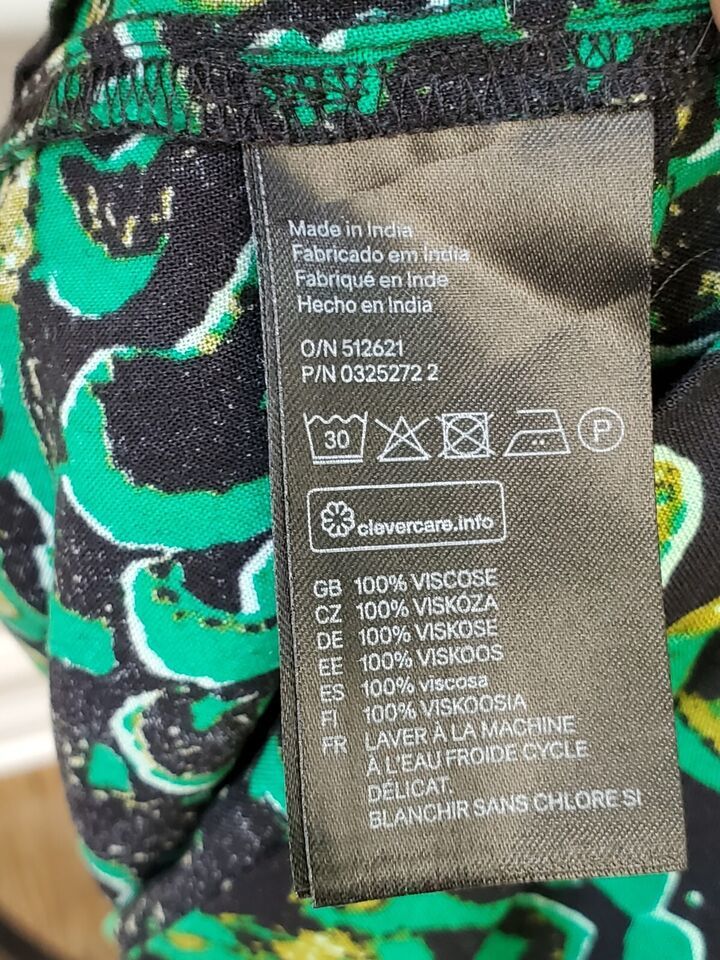 Made in India
Fabricado em India
Fabriqué en Inde
Hecho en India
O/N 512621
P/N 0325272 2
30 P
clevercare.info
GB 100% VISCOSE
CZ 100% VISKÓZA
DE 100% VISKOSE
EE 100% VISKOOS
ES 100% viscosa
FI 100% VISKOOSIA
FR LAVER À LA MACHINE
À L'EAU FROIDE CYCLE
DÉLICAT.
BLANCHIR SANS CHLORE SI